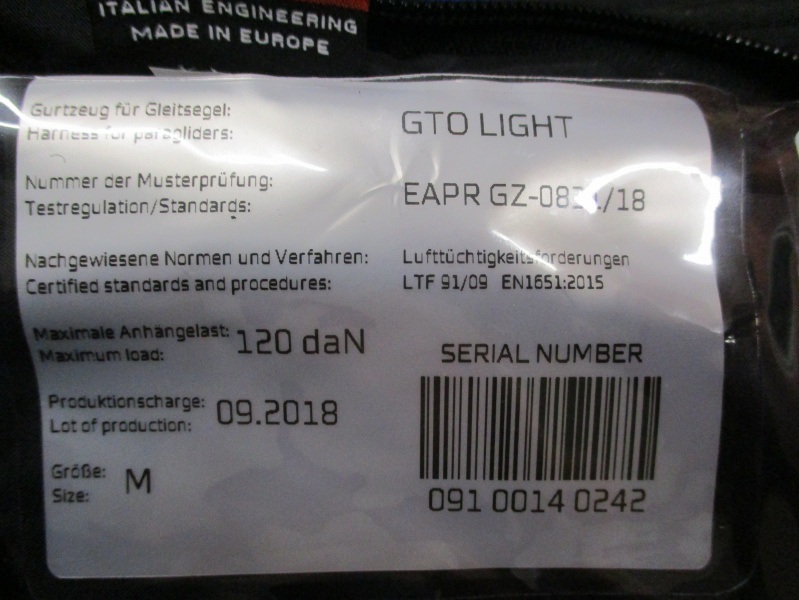 ITALIAN ENGINEERING
MADE IN EUROPE
Gurtzeug für Gleitsegel:
Harness for paragliders:
GTO LIGHT
Nummer der Musterprüfung:
Testregulation/Standards:
EAPR
Nachgewiesene Normen und Verfahren:
Certified standards and procedures:
Lufttüchtigkeitsforderungen
LTF 91/09 EN1651:2015
Maximale Anhängelast:
Maximum load:
120 daN
Produktionscharge:
Lot of production:
09.2018
Größe:
Size:
M
SERIAL NUMBER
091 0014 0242